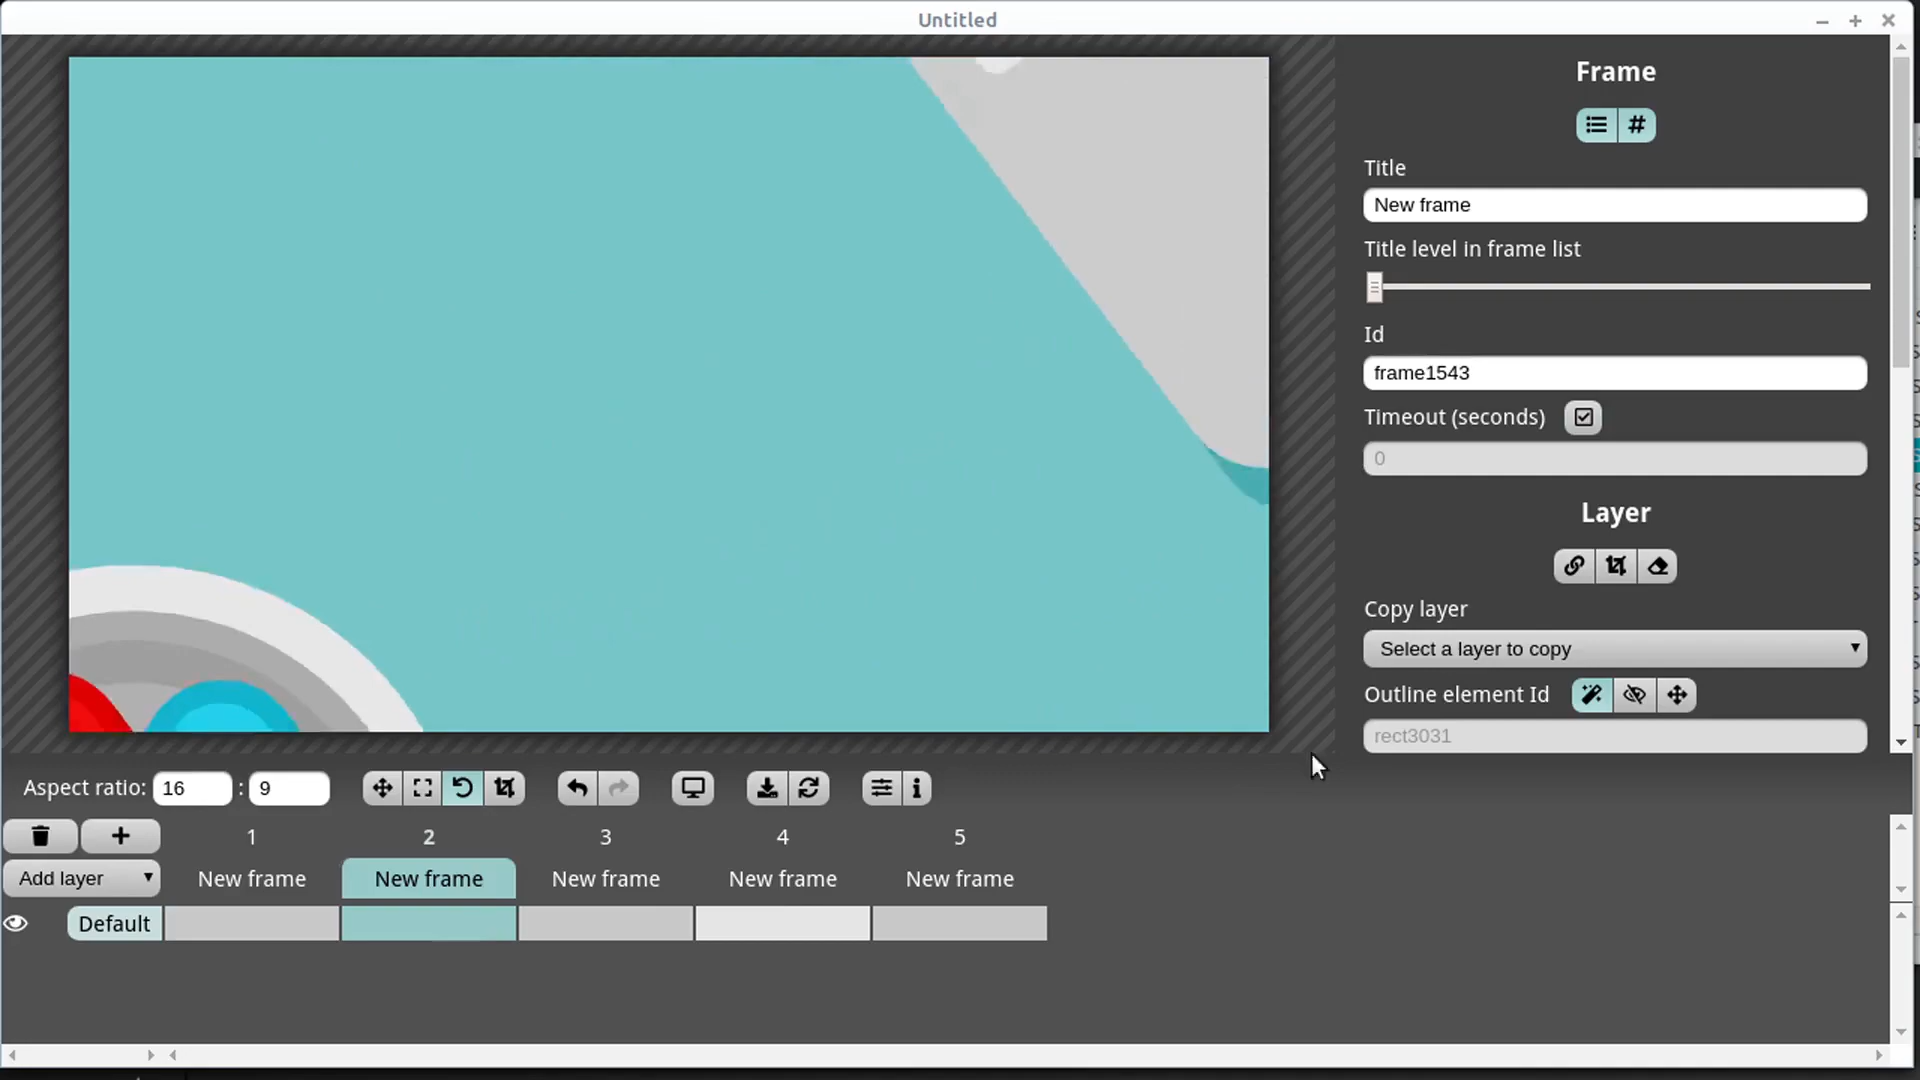 Untitled
Frame
Title
New frame
Title level in frame list
Id
frame1543
Timeout (seconds)
0
Layer
Copy layer
Select a layer to copy
Outline element Id
rect3031
Aspect ratio: 16 : 9
1 2 3 4 5
Add layer New frame New frame New frame New frame New frame
Default